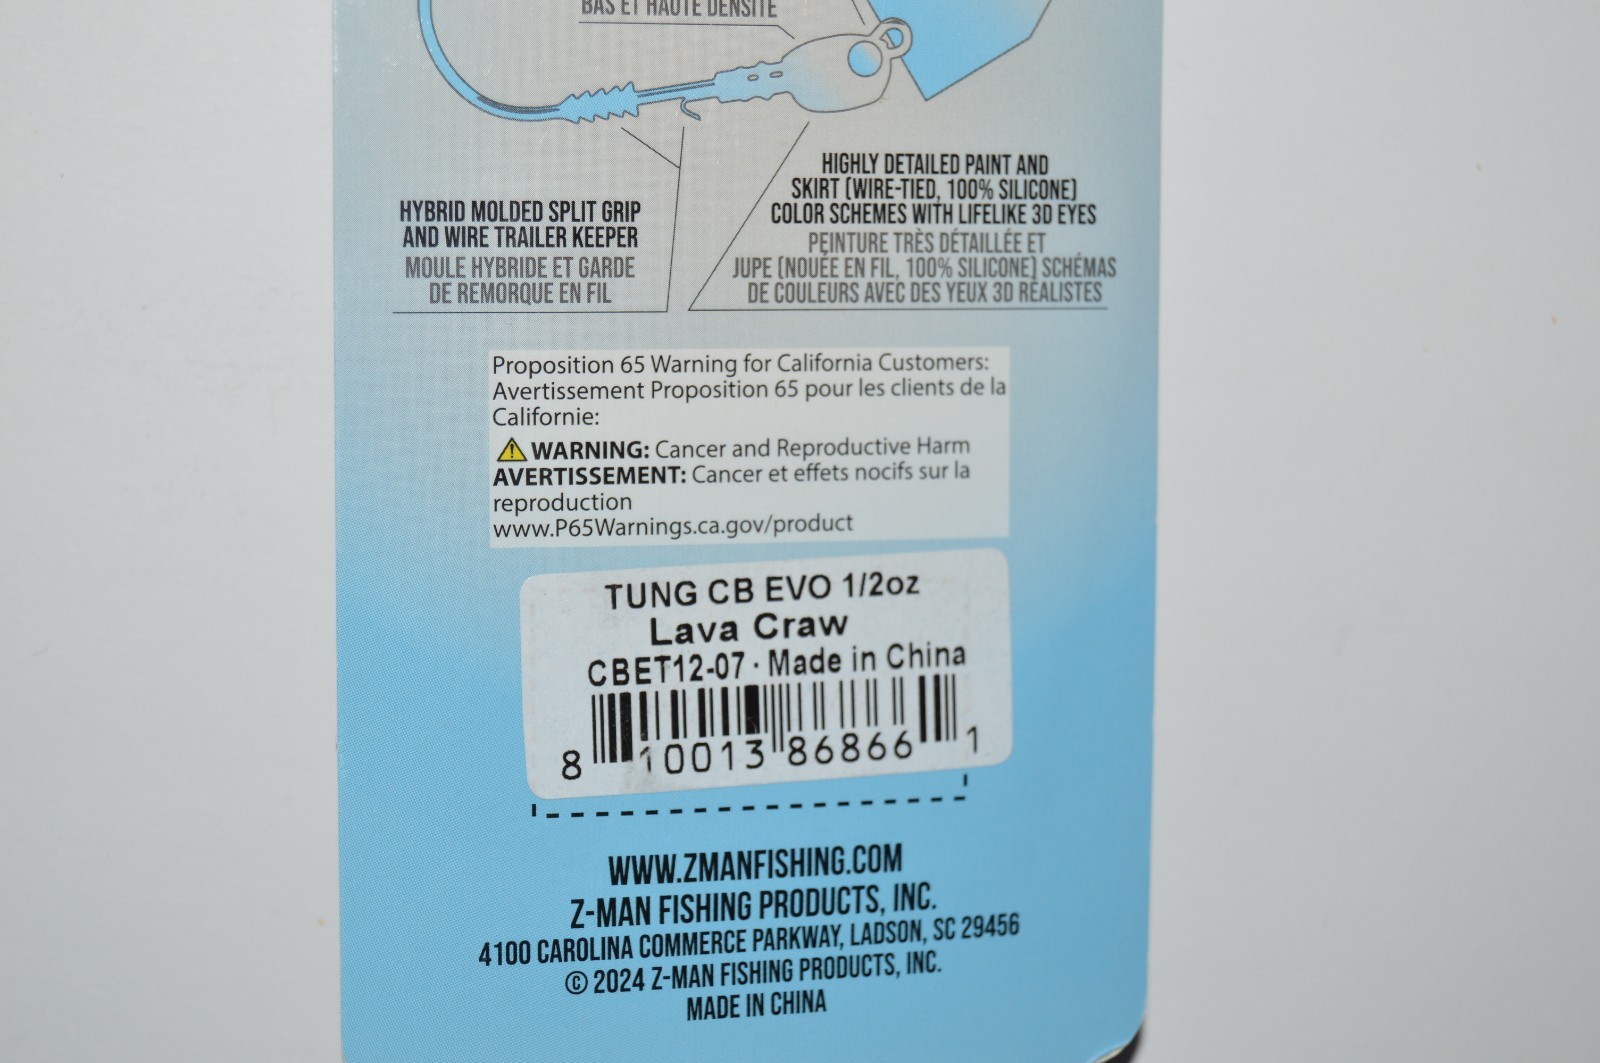 BAS ET HAUTE DENSITÉ
HIGHLY DETAILED PAINT AND
SKIRT (WIRE-TIED, 100% SILICONE)
COLOR SCHEMES WITH LIFELIKE 3D EYES
PEINTURE TRÈS DÉTAILLÉE ET
JUPE (NOUÉE EN FIL, 100% SILICONE) SCHÉMAS
DE COULEURS AVEC DES YEUX 3D RÉALISTES
HYBRID MOLDED SPLIT GRIP
AND WIRE TRAILER KEEPER
MOULE HYBRIDE ET GARDE
DE REMORQUE EN FIL
Proposition 65 Warning for California Customers:
Avertissement Proposition 65 pour les clients de la
Californie:
WARNING: Cancer and Reproductive Harm
AVERTISSEMENT: Cancer et effets nocifs sur la
reproduction
www.P65Warnings.ca.gov/product
TUNG CB EVO 1/2oz
Lava Craw
CBET12-07 · Made in China
8 10013 86866 1
WWW.ZMANFISHING.COM
Z-MAN FISHING PRODUCTS, INC.
4100 CAROLINA COMMERCE PARKWAY, LADSON, SC 29456
© 2024 Z-MAN FISHING PRODUCTS, INC.
MADE IN CHINA